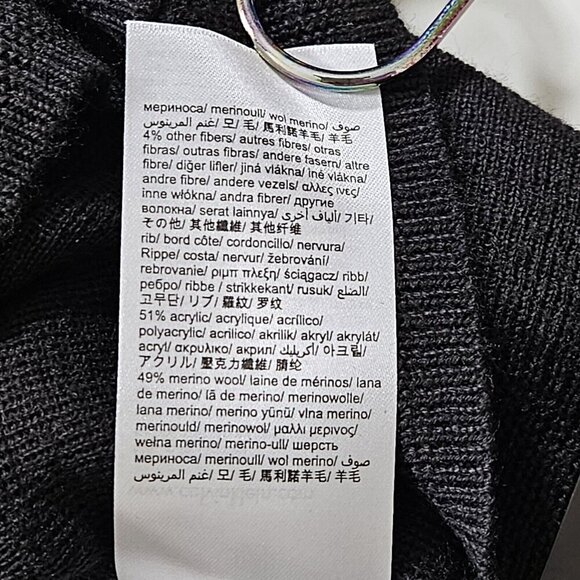 мериноса/ merinoull/ wol merino/ صوف
غنم المرينوس/ 모/ 毛/ 馬利諾羊毛/ 羊毛
4% other fibers/ autres fibres/ otras
fibras/ outras fibras/ andere fasern/ altre
fibre/ diğer lifler/ jiná vlákna/ iné vlákna/
andre fibre/ andere vezels/ αλλες ινες/
inne włókna/ andra fibrer/ другие
волокна/ serat lainnya/ ألياف أخرى/ 기타/
その他/ 其他纖維/ 其他纤维
rib/ bord côte/ cordoncillo/ nervura/
Rippe/ costa/ nervur/ žebrování/
rebrovanie/ ριμπ πλεξη/ ściągacz/ ribb/
ребро/ ribbe/ strikkekant/ rusuk/ الضلع/
고무단/ リブ/ 羅紋/ 罗纹
51% acrylic/ acrylique/ acrílico/
polyacrylic/ acrilico/ akrilik/ akryl/ akrylát/
acryl/ ακρυλικο/ акрил/ أكريليك/ 아크릴/
アクリル/ 壓克力纖維/ 腈纶
49% merino wool/ laine de mérinos/ lana
de merino/ lã de merino/ merinowolle/
lana merino/ merino yünü/ vlna merino/
merinould/ merinowol/ μαλλι μερινος/
wełna merino/ merino-ull/ шерсть
мериноса/ merinoull/ wol merino/ صوف
غنم المرينوس/ 모/ 毛/ 馬利諾羊毛/ 羊毛
www.calvinklein.com